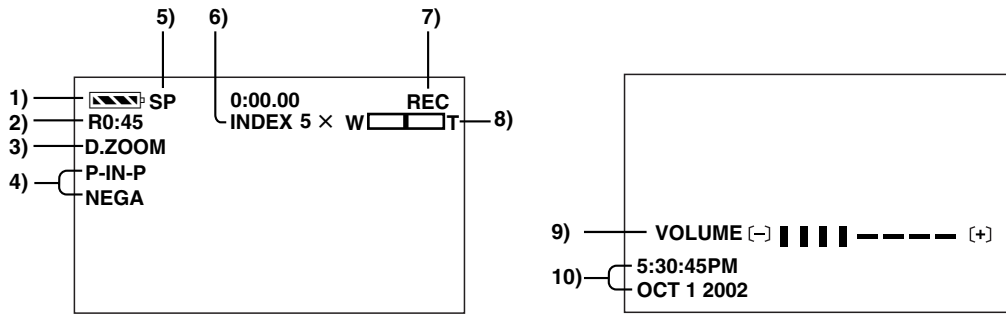 5) 6) 7)
1) SP 0:00.00 REC
2) R0:45 INDEX 5 × W T 8)
3) D.ZOOM
4) P-IN-P
NEGA
9) VOLUME [–] [+]
10) 5:30:45PM
OCT 1 2002